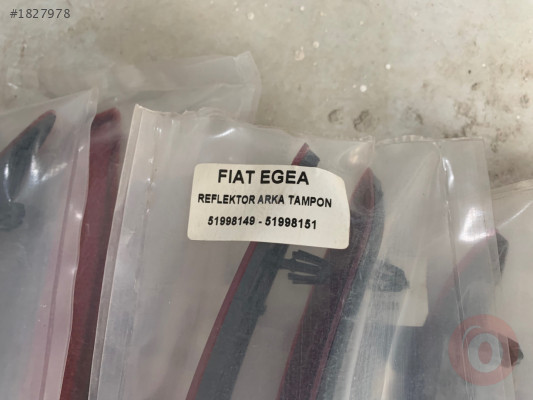 #1827978
FIAT EGEA
REFLEKTOR ARKA TAMPON
51998149 - 51998151